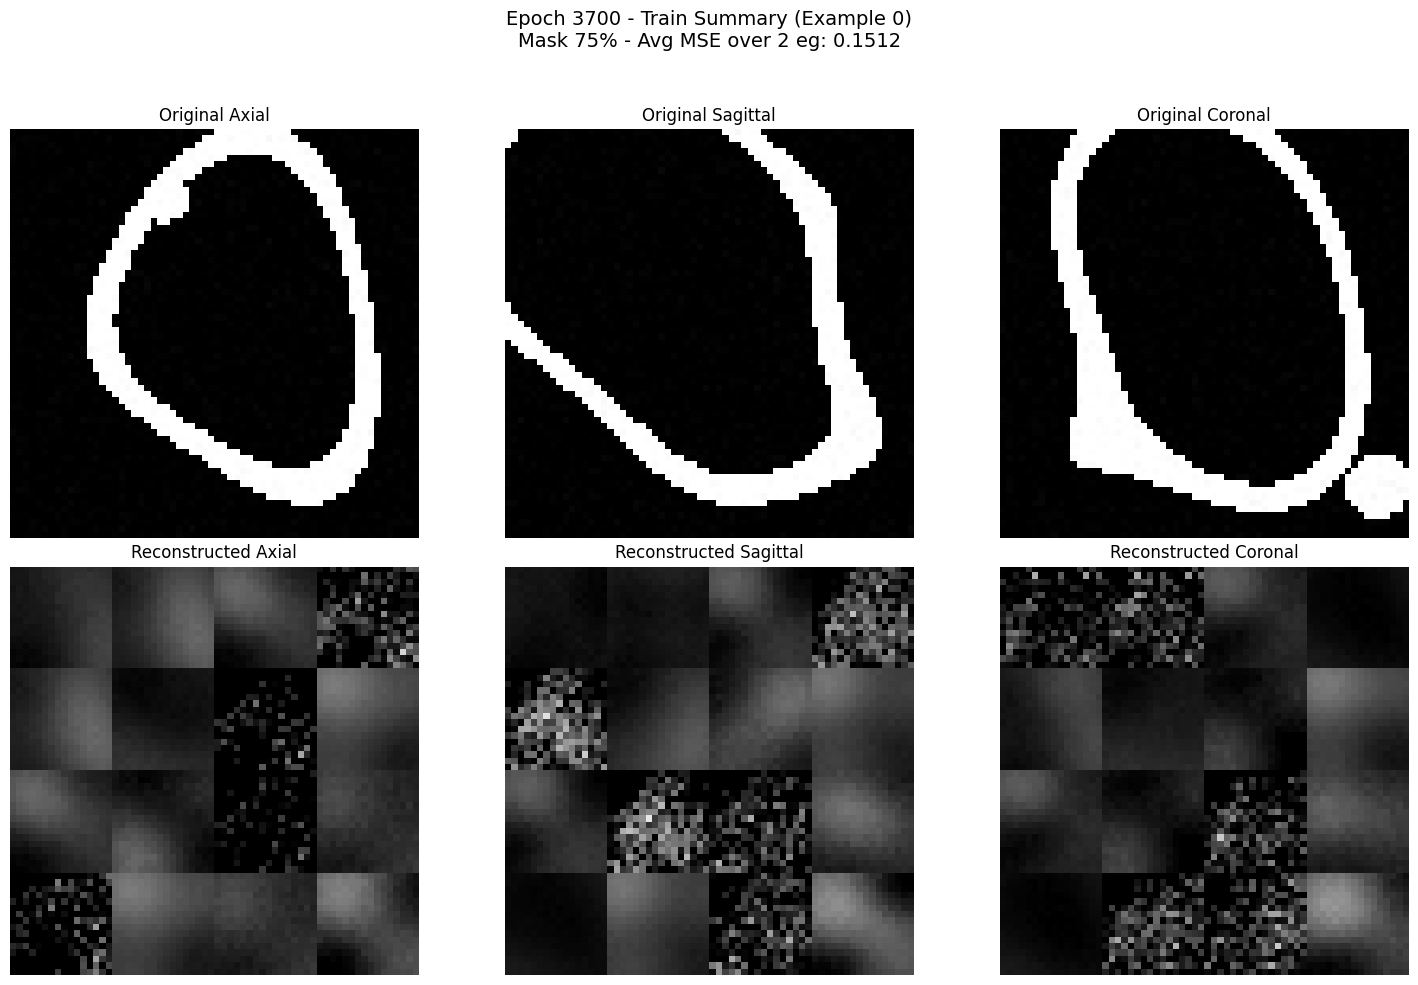 Epoch 3700 - Train Summary (Example 0)
Mask 75% - Avg MSE over 2 eg: 0.1512
Original Axial
Original Sagittal
Original Coronal
Reconstructed Axial
Reconstructed Sagittal
Reconstructed Coronal